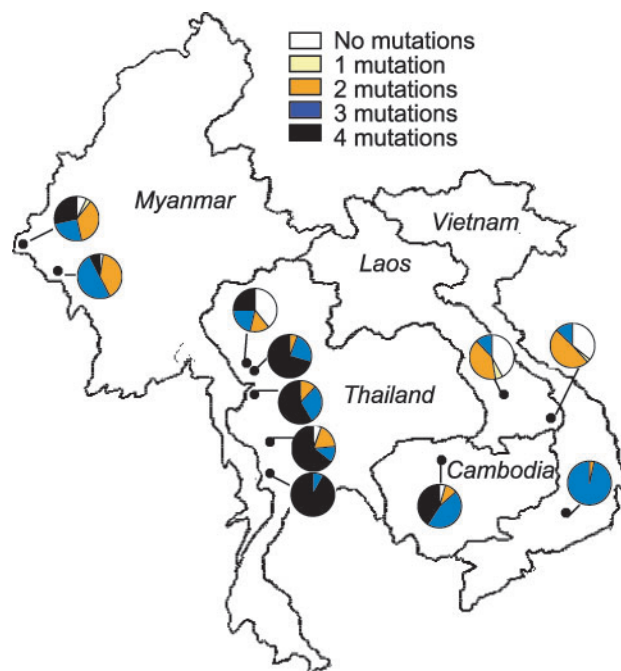 No mutations
1 mutation
2 mutations
3 mutations
4 mutations
Myanmar
Vietnam
Laos
Thailand
Cambodia